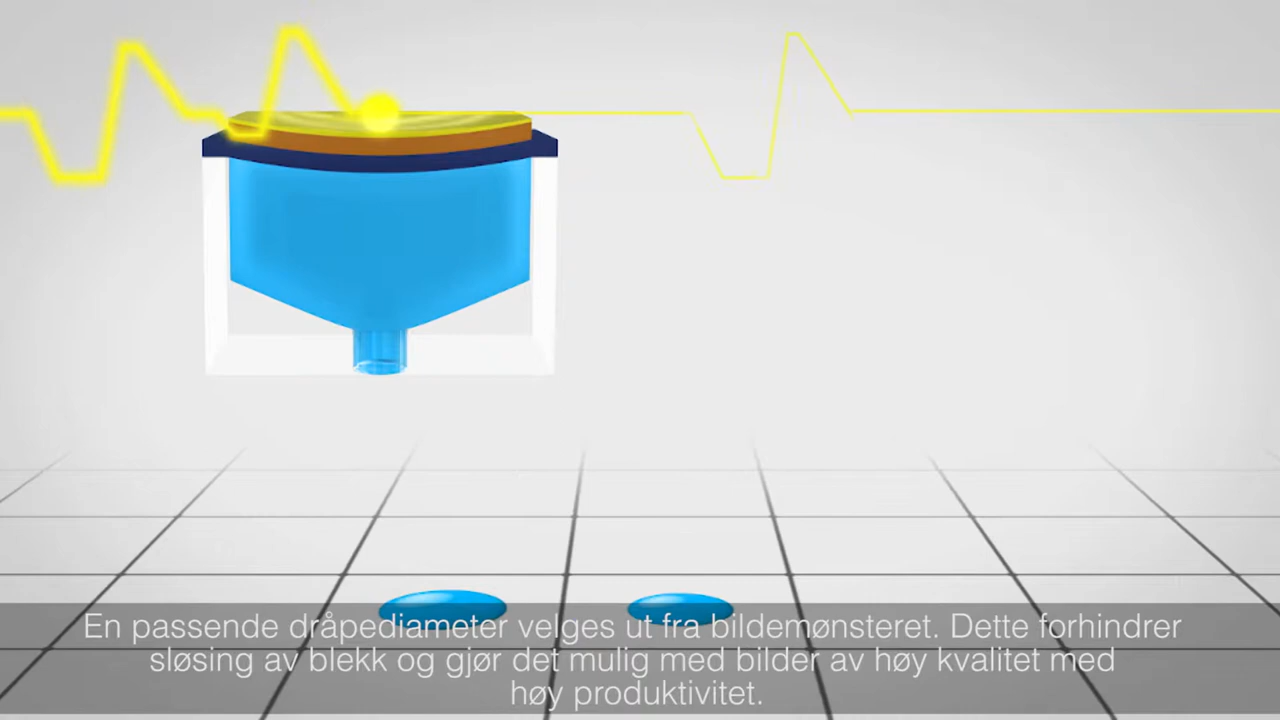 En passende dråpediameter velges ut fra bildemønsteret. Dette forhindrer
sløsing av blekk og gjør det mulig med bilder av høy kvalitet med
høy produktivitet.